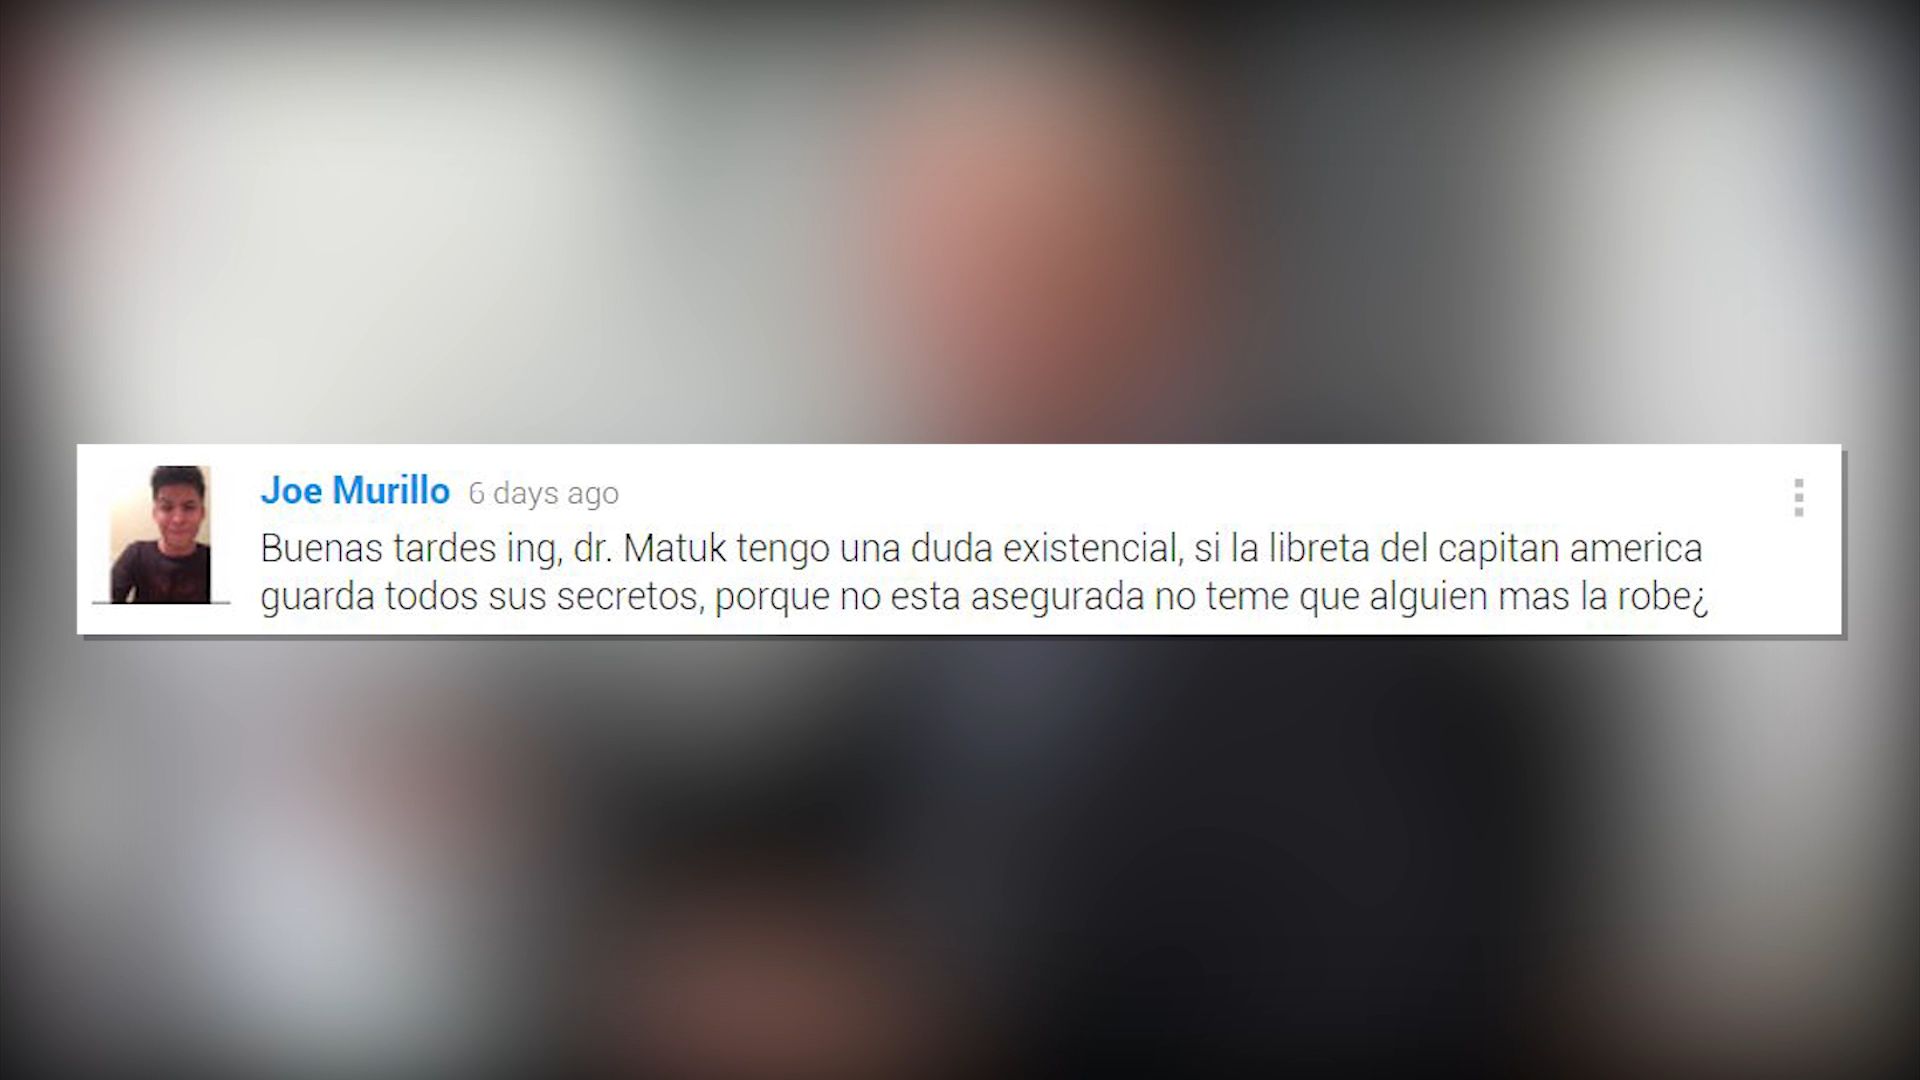 Joe Murillo 6 days ago
Buenas tardes ing, dr. Matuk tengo una duda existencial, si la libreta del capitan america
guarda todos sus secretos, porque no esta asegurada no teme que alguien mas la robe¿